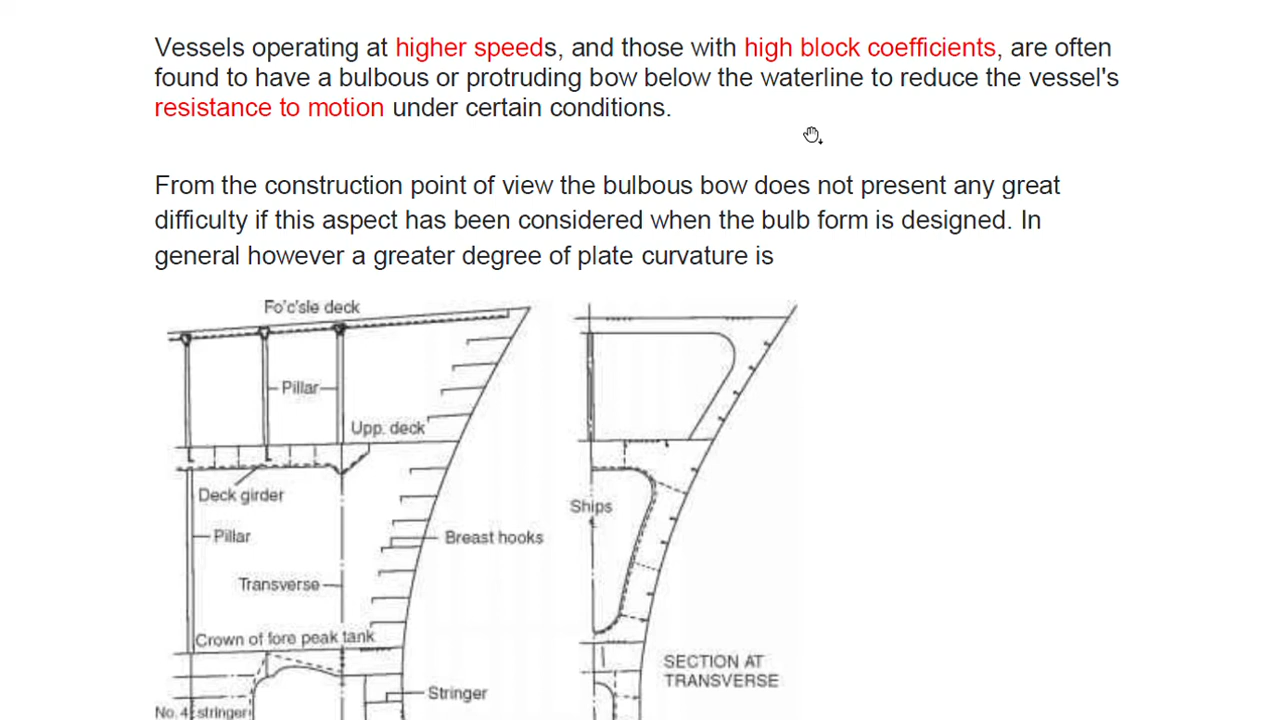 Vessels operating at higher speeds, and those with high block coefficients, are often
found to have a bulbous or protruding bow below the waterline to reduce the vessel's
resistance to motion under certain conditions.
From the construction point of view the bulbous bow does not present any great
difficulty if this aspect has been considered when the bulb form is designed. In
general however a greater degree of plate curvature is
Fo'c'sle deck
Pillar
Upp. deck
Deck girder
Ships
Pillar
Breast hooks
Transverse
Crown of fore peak tank
SECTION AT
TRANSVERSE
Stringer
No. 4 stringer